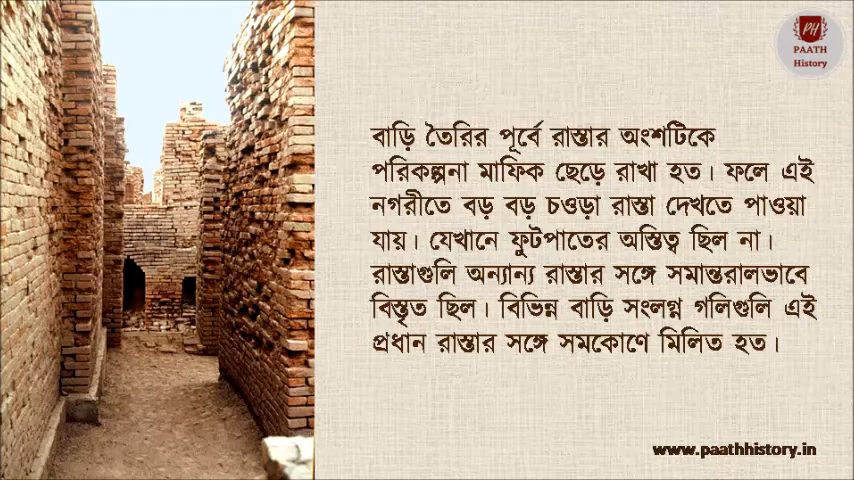 PH
PAATH
History
বাড়ি তৈরির পূর্বে রাস্তার অংশটিকে
পরিকল্পনা মাফিক ছেড়ে রাখা হত। ফলে এই
নগরীতে বড় বড় চওড়া রাস্তা দেখতে পাওয়া
যায়। যেখানে ফুটপাতের অস্তিত্ব ছিল না।
রাস্তাগুলি অন্যান্য রাস্তার সঙ্গে সমান্তরালভাবে
বিস্তৃত ছিল। বিভিন্ন বাড়ি সংলগ্ন গলিগুলি এই
প্রধান রাস্তার সঙ্গে সমকোণে মিলিত হত।
www.paathhistory.in